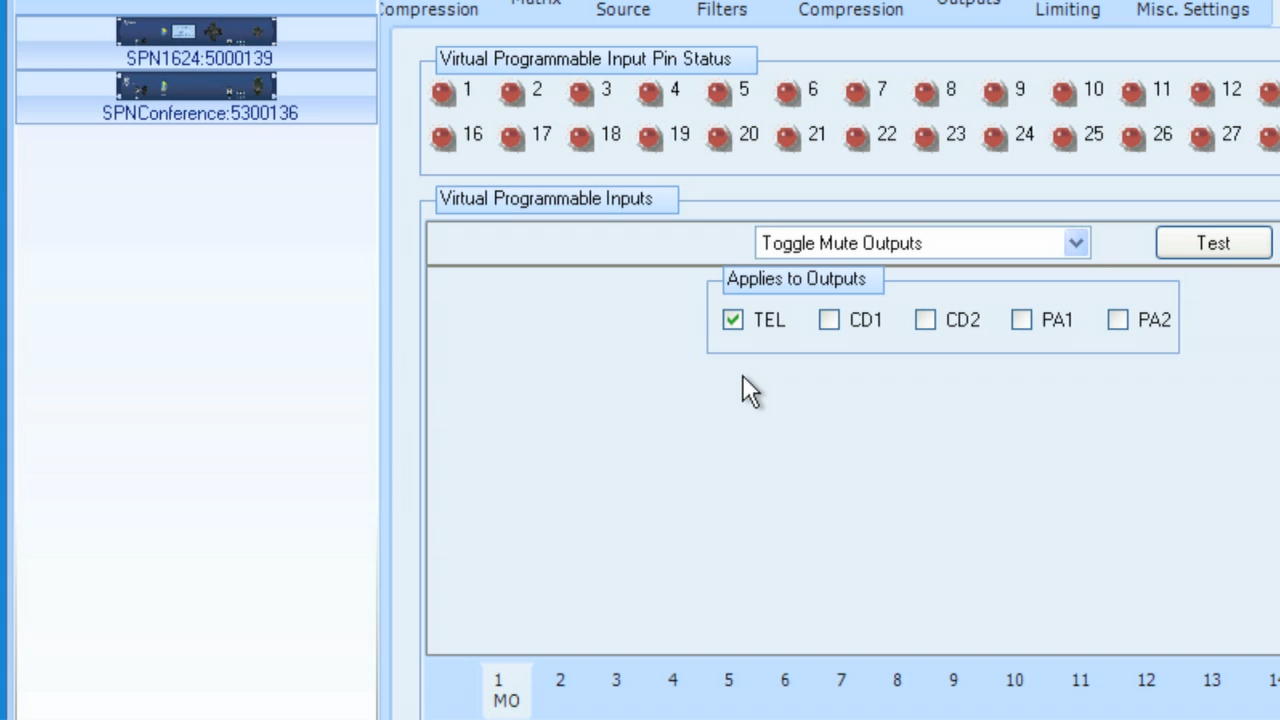 Compression Matrix Source Filters Compression Outputs Limiting Misc. Settings
SPN1624:5000139
SPNConference:5300136
Virtual Programmable Input Pin Status
1 2 3 4 5 6 7 8 9 10 11 12
16 17 18 19 20 21 22 23 24 25 26 27
Virtual Programmable Inputs
Toggle Mute Outputs Test
Applies to Outputs
TEL CD1 CD2 PA1 PA2
1 2 3 4 5 6 7 8 9 10 11 12 13
MO